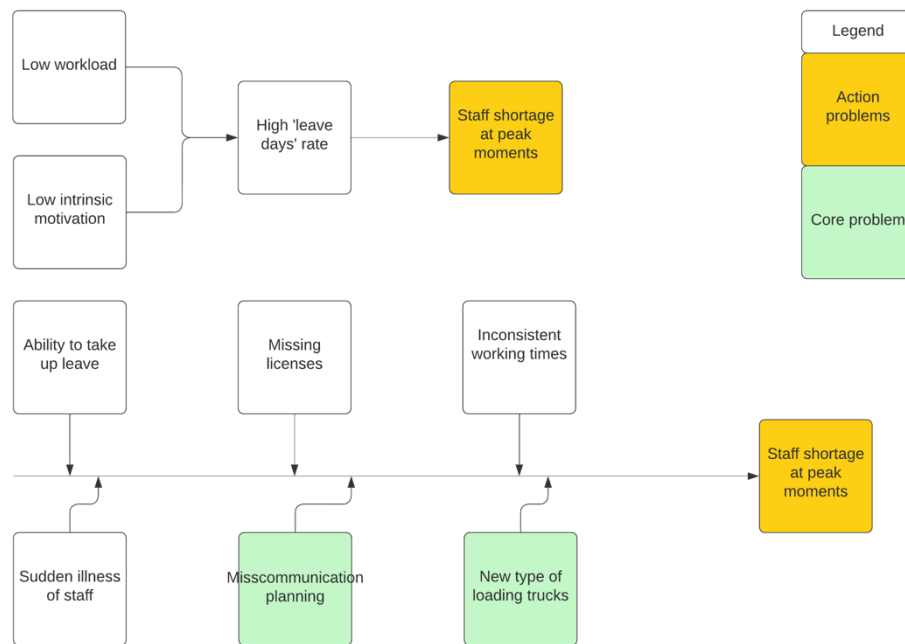 Low workload
High 'leave
days' rate
Staff shortage
at peak
moments
Low intrinsic
motivation
Legend
Action
problems
Core problem
Ability to take
up leave
Missing
licenses
Inconsistent
working times
Staff shortage
at peak
moments
Sudden illness
of staff
Misscommunication
planning
New type of
loading trucks